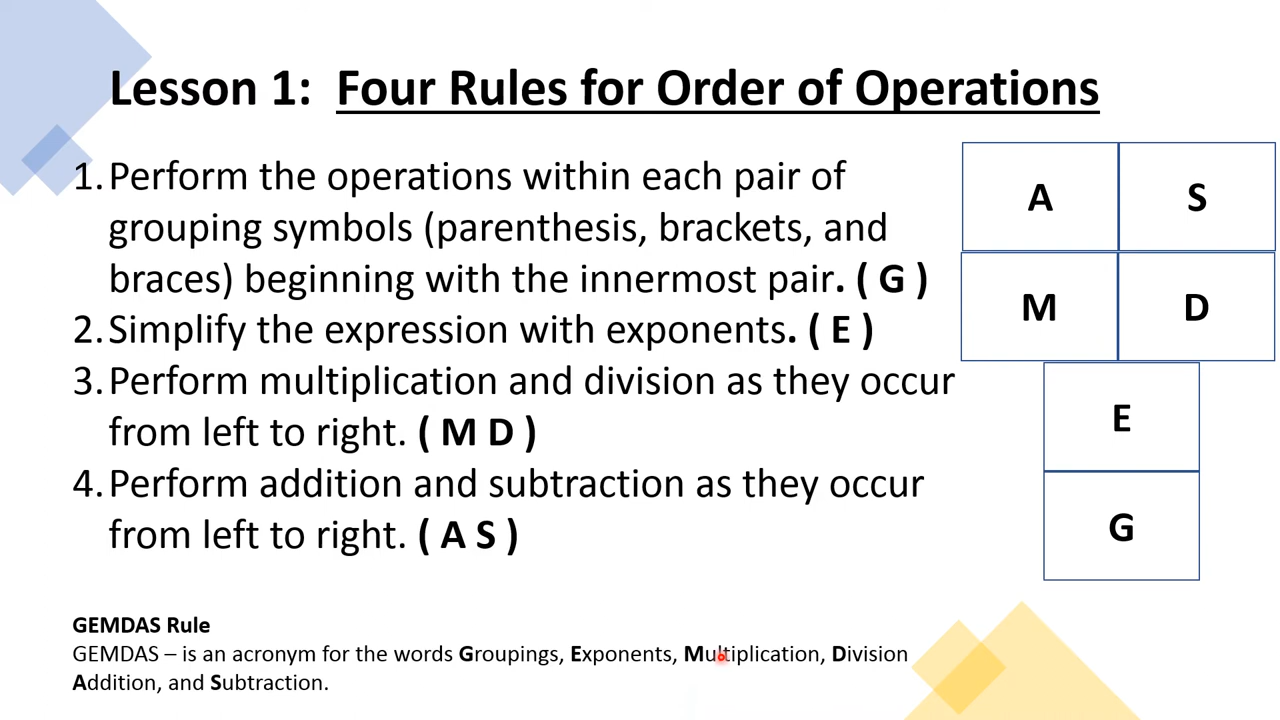 Lesson 1: Four Rules for Order of Operations
1. Perform the operations within each pair of
grouping symbols (parenthesis, brackets, and
braces) beginning with the innermost pair. ( G )
2. Simplify the expression with exponents. ( E )
3. Perform multiplication and division as they occur
from left to right. ( M D )
4. Perform addition and subtraction as they occur
from left to right. ( A S )
A S
M D
E
G
GEMDAS Rule
GEMDAS – is an acronym for the words Groupings, Exponents, Multiplication, Division
Addition, and Subtraction.